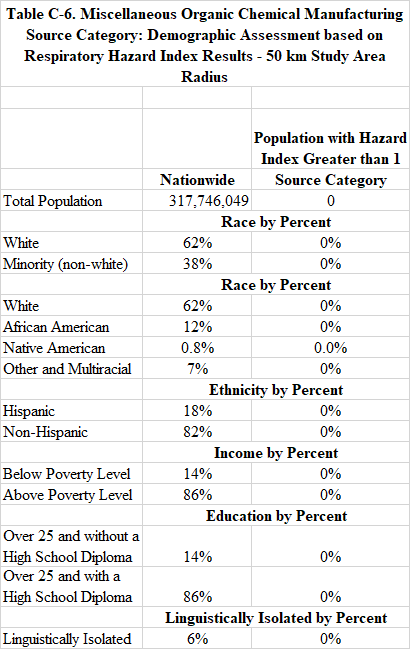 Table C-6. Miscellaneous Organic Chemical Manufacturing
Source Category: Demographic Assessment based on
Respiratory Hazard Index Results - 50 km Study Area
Radius
Nationwide Population with Hazard
Index Greater than 1
Source Category
Total Population 317,746,049 0
Race by Percent
White 62% 0%
Minority (non-white) 38% 0%
Race by Percent
White 62% 0%
African American 12% 0%
Native American 0.8% 0.0%
Other and Multiracial 7% 0%
Ethnicity by Percent
Hispanic 18% 0%
Non-Hispanic 82% 0%
Income by Percent
Below Poverty Level 14% 0%
Above Poverty Level 86% 0%
Education by Percent
Over 25 and without a
High School Diploma 14% 0%
Over 25 and with a
High School Diploma 86% 0%
Linguistically Isolated by Percent
Linguistically Isolated 6% 0%